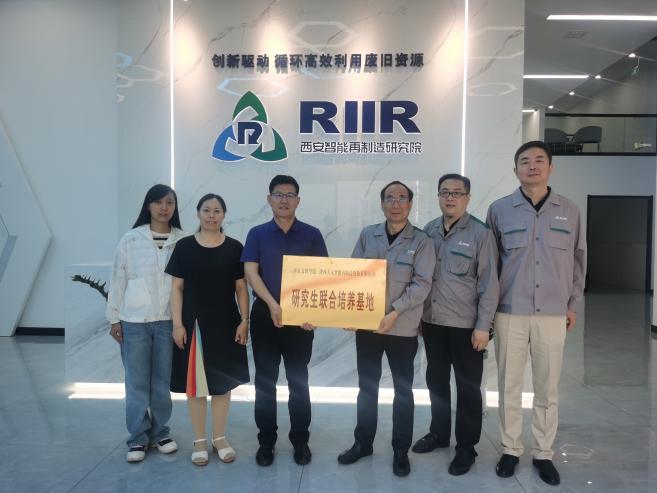 创新驱动 循环高效利用废旧资源
R
RIIR
西安智能再制造研究院
研究生联合培养基地